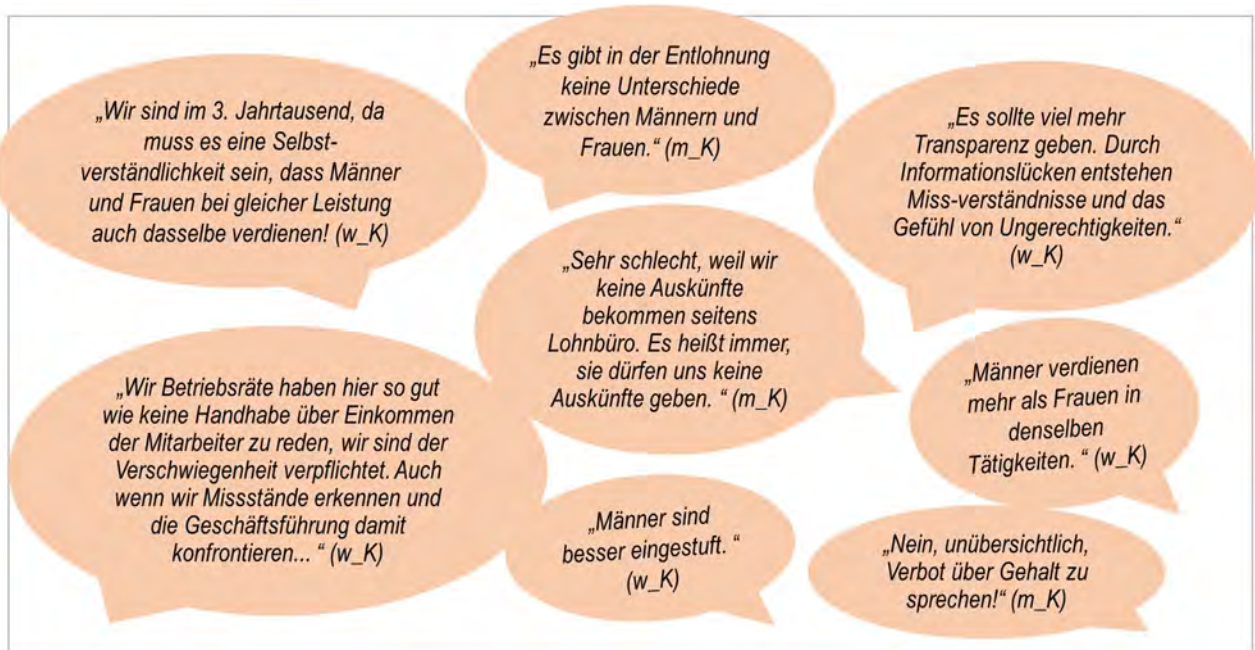 „Wir sind im 3. Jahrtausend, da
muss es eine Selbst-
verständlichkeit sein, dass Männer
und Frauen bei gleicher Leistung
auch dasselbe verdienen! (w_K)
„Es gibt in der Entlohnung
keine Unterschiede
zwischen Männern und
Frauen.“ (m_K)
„Es sollte viel mehr
Transparenz geben. Durch
Informationslücken entstehen
Miss-verständnisse und das
Gefühl von Ungerechtigkeiten.“
(w_K)
„Sehr schlecht, weil wir
keine Auskünfte
bekommen seitens
Lohnbüro. Es heißt immer,
sie dürfen uns keine
Auskünfte geben. “ (m_K)
„Wir Betriebsräte haben hier so gut
wie keine Handhabe über Einkommen
der Mitarbeiter zu reden, wir sind der
Verschwiegenheit verpflichtet. Auch
wenn wir Missstände erkennen und
die Geschäftsführung damit
konfrontieren... “ (w_K)
„Männer verdienen
mehr als Frauen in
denselben
Tätigkeiten. “ (w_K)
„Männer sind
besser eingestuft. “
(w_K)
„Nein, unübersichtlich,
Verbot über Gehalt zu
sprechen!“ (m_K)